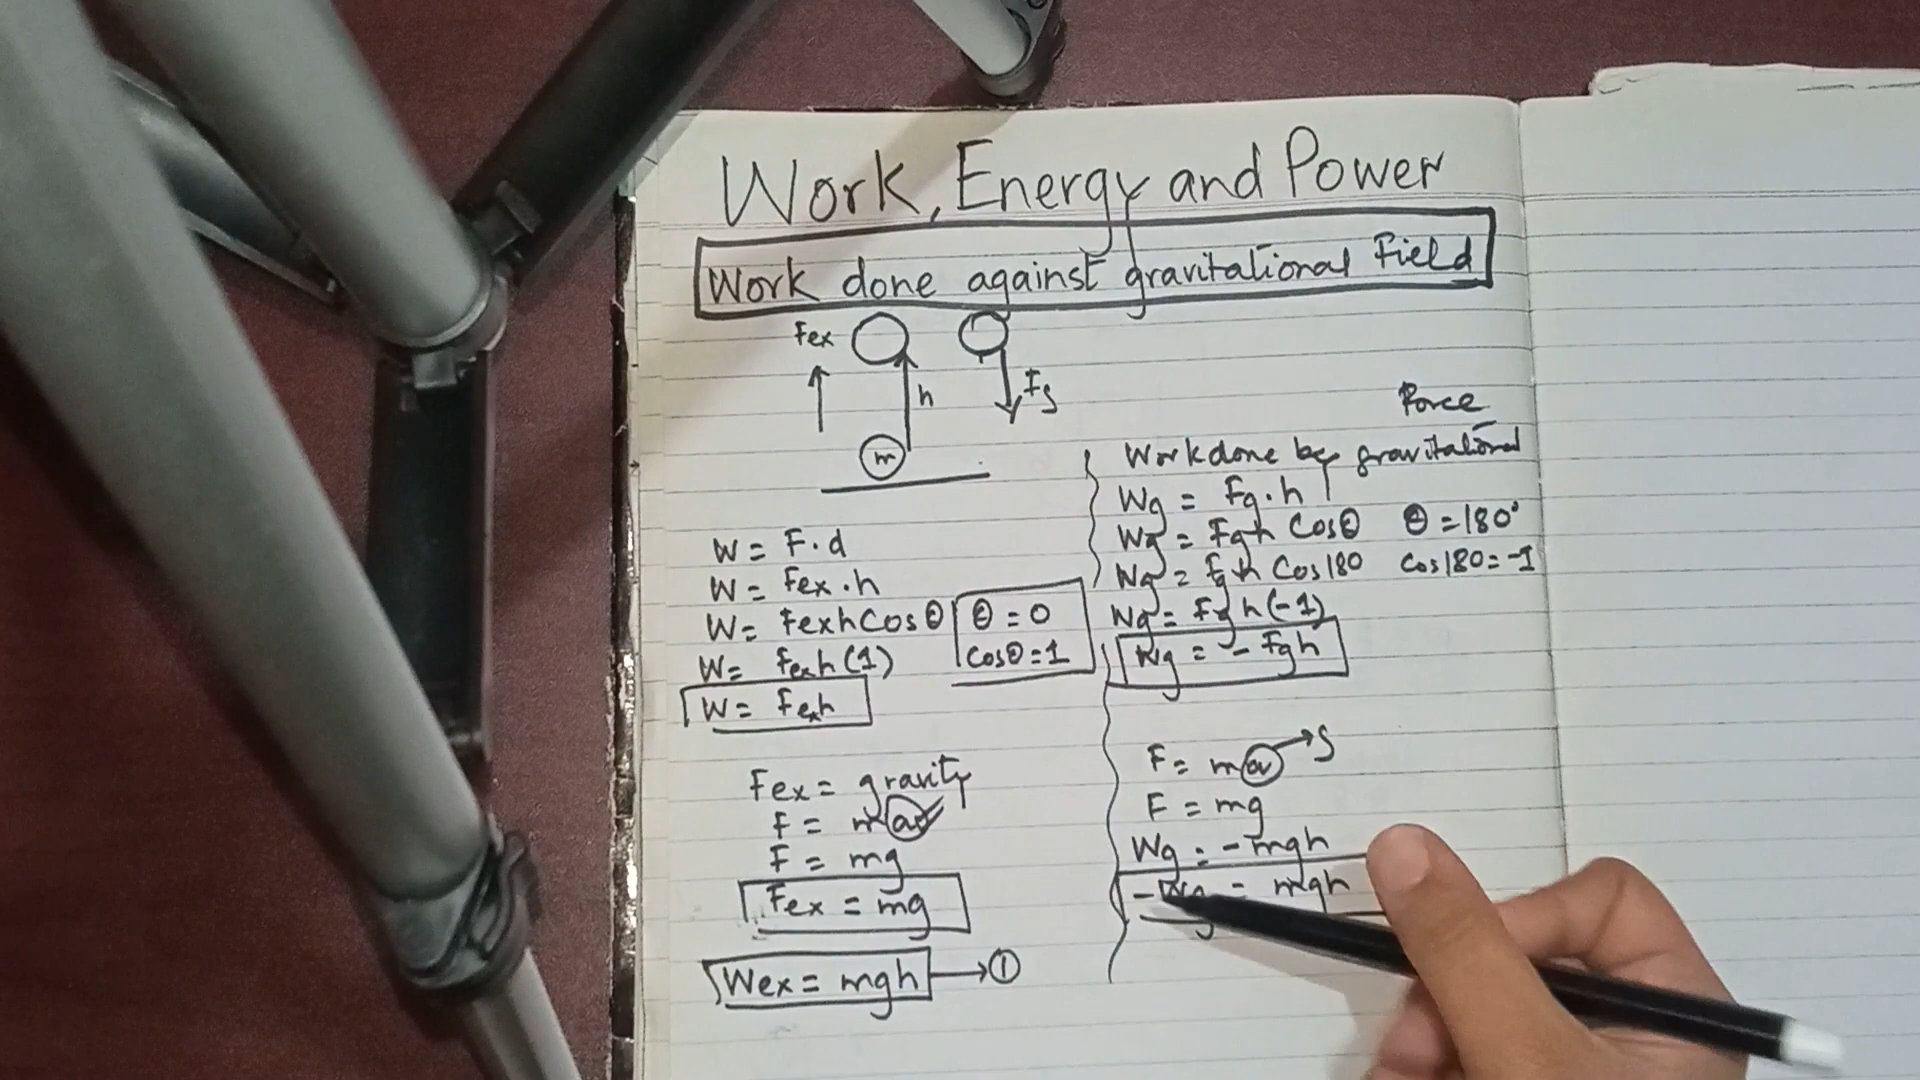 Work, Energy and Power
Work done against gravitational Field
Fex
h
Fg
m
W = F.d
W = Fex.h
W = Fexh Cosθ
θ = 0
Cosθ = 1
W = Fexh(1)
W = Fexh
Fex = gravity
F = ma
F = mg
Fex = mg
Wex = mgh → ①
Force
Workdone by gravitational
Wg = Fg.h
Wg = Fgh Cosθ θ = 180°
Wg = Fgh Cos180 Cos180 = -1
Wg = Fgh(-1)
Wg = - Fgh
F = ma → g
F = mg
Wg = - mgh
- Wg = mgh